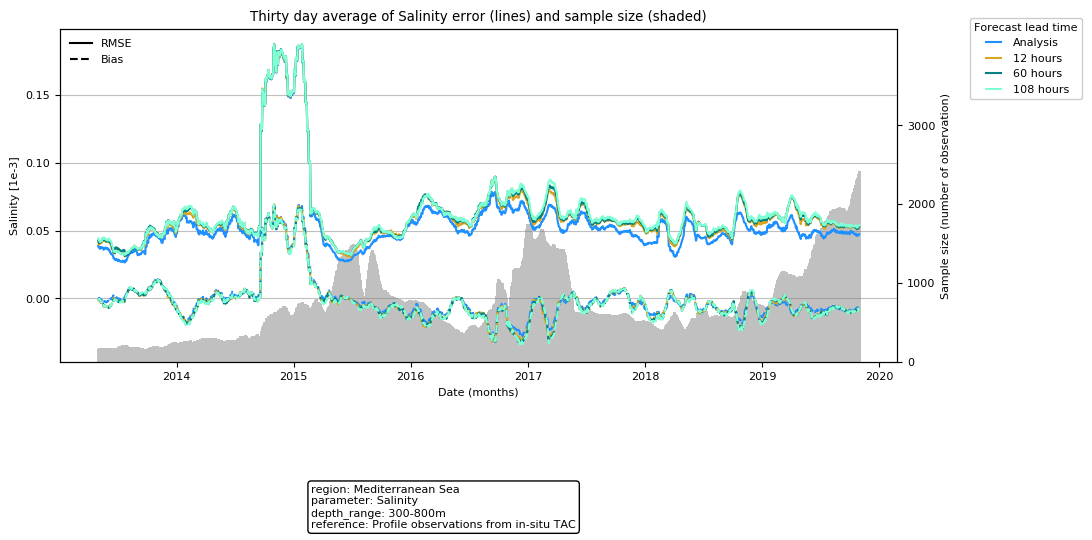 Thirty day average of Salinity error (lines) and sample size (shaded)
RMSE
Bias
Forecast lead time
Analysis
12 hours
60 hours
108 hours
Salinity [1e-3]
0.15
0.10
0.05
0.00
3000
2000
1000
0
Sample size (number of observation)
2014 2015 2016 2017 2018 2019 2020
Date (months)
region: Mediterranean Sea
parameter: Salinity
depth_range: 300-800m
reference: Profile observations from in-situ TAC